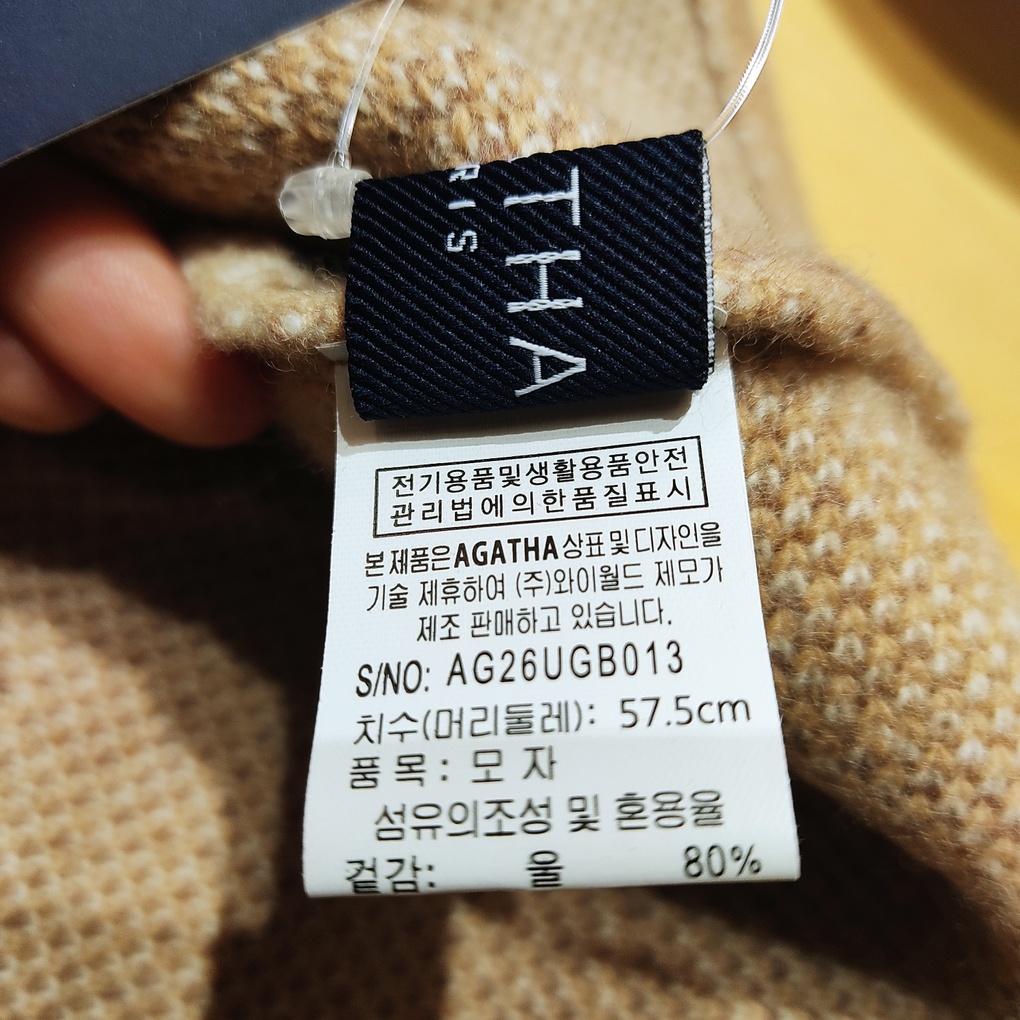 RIS
THA
전기용품및생활용품안전
관리법에의한품질표시
본제품은AGATHA상표및디자인을
기술 제휴하여 (주)와이월드 제모가
제조 판매하고 있습니다.
S/NO: AG26UGB013
치수(머리둘레): 57.5cm
품 목 : 모 자
섬유의조성 및 혼용율
겉감: 울 80%